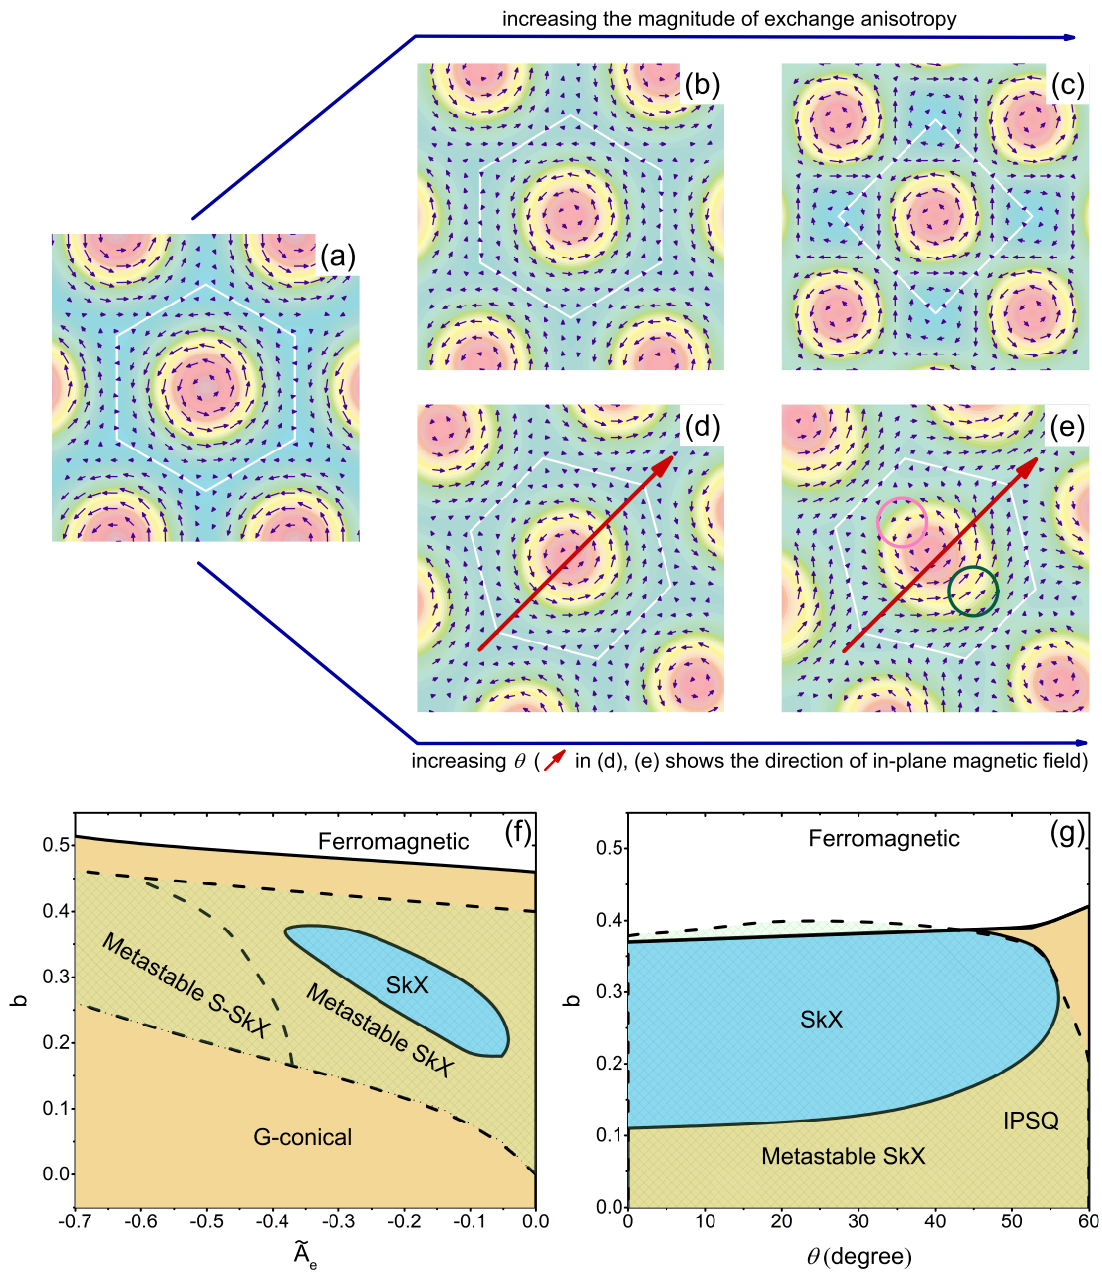 increasing the magnitude of exchange anisotropy
(a)
(b)
(c)
(d)
(e)
increasing θ ( in (d), (e) shows the direction of in-plane magnetic field)
(f)
Ferromagnetic
Metastable S-SkX
Metastable SkX
SkX
G-conical
b
0.5
0.4
0.3
0.2
0.1
0.0
-0.7 -0.6 -0.5 -0.4 -0.3 -0.2 -0.1 0.0
Ãe
(g)
Ferromagnetic
SkX
IPSQ
Metastable SkX
b
0.5
0.4
0.3
0.2
0.1
0.0
0 10 20 30 40 50 60
θ (degree)